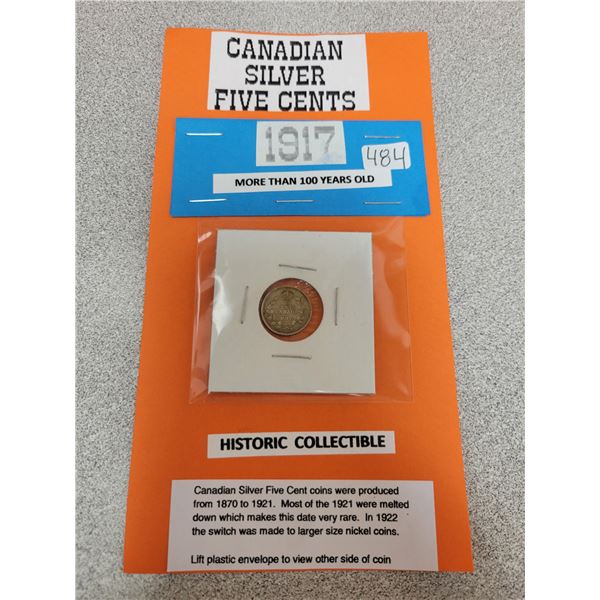 CANADIAN
SILVER
FIVE CENTS
1917
484
MORE THAN 100 YEARS OLD
HISTORIC COLLECTIBLE
Canadian Silver Five Cent coins were produced
from 1870 to 1921. Most of the 1921 were melted
down which makes this date very rare. In 1922
the switch was made to larger size nickel coins.
Lift plastic envelope to view other side of coin